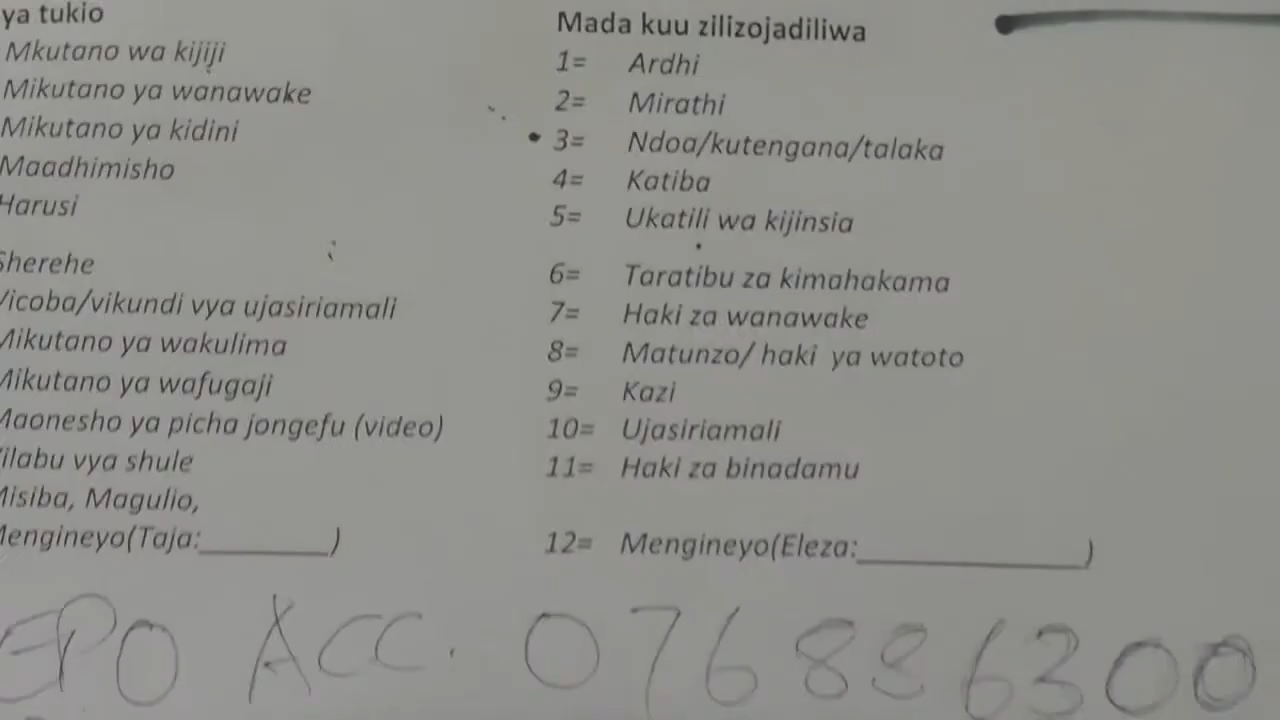 ya tukio
Mkutano wa kijiji
Mikutano ya wanawake
Mikutano ya kidini
Maadhimisho
Harusi
Sherehe
Vicoba/vikundi vya ujasiriamali
Mikutano ya wakulima
Mikutano ya wafugaji
Maonesho ya picha jongefu (video)
Vilabu vya shule
Misiba, Magulio,
Mengineyo(Taja:________)
Mada kuu zilizojadiliwa
1= Ardhi
2= Mirathi
3= Ndoa/kutengana/talaka
4= Katiba
5= Ukatili wa kijinsia
6= Taratibu za kimahakama
7= Haki za wanawake
8= Matunzo/ haki ya watoto
9= Kazi
10= Ujasiriamali
11= Haki za binadamu
12= Mengineyo(Eleza:______________)
EPO ACC. 076886300